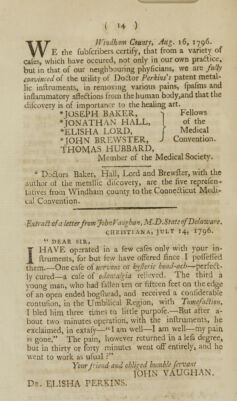 ( 14 )
Windham County, Aug. 16, 1796.
WE the subscribers certify, that from a variety of
cases, which have occured, not only in our own practice,
but in that of our neighbouring physicians, we are fully
convinced of the utility of Doctor Perkins's patent metal-
lic instruments, in removing various pains, spasms and
inflammatory affections from the human body, and that the
discovery is of importance to the healing art.
*JOSEPH BAKER, } Fellows
*JONATHAN HALL, of the
*ELISHA LORD, Medical
*JOHN BREWSTER, Convention.
THOMAS HUBBARD,
Member of the Medical Society.
* Doctors Baker, Hall, Lord and Brewster, with the
author of the metallic discovery, are the five represen-
tatives from Windham county to the Connecticut Medi-
cal Convention.
Extract of a letter from John Vaughan, M.D. State of Delaware.
CHRISTIANA, JULY 14, 1796.
" DEAR SIR,
I HAVE operated in a few cases only with your in-
struments, for but few have offered since I possessed
them.—One case of nervous or hysteric head-ach—perfect-
ly cured—a case of odontalgia relieved. The third a
young man, who had fallen ten or fifteen feet on the edge
of an open ended hogshead, and received a considerable
contusion, in the Umbilical Region, with Tumefaction,
I bled him three times to little purpose.—But after a-
bout two minutes operation, with the instruments, he
exclaimed, in extasy—"I am well—I am well—my pain
is gone," The pain, however returned in a less degree,
but in thirty or forty minutes went off entirely, and he
went to work as usual ?"
Your friend and obliged humble servant
JOHN VAUGHAN.
DR. ELISHA PERKINS.